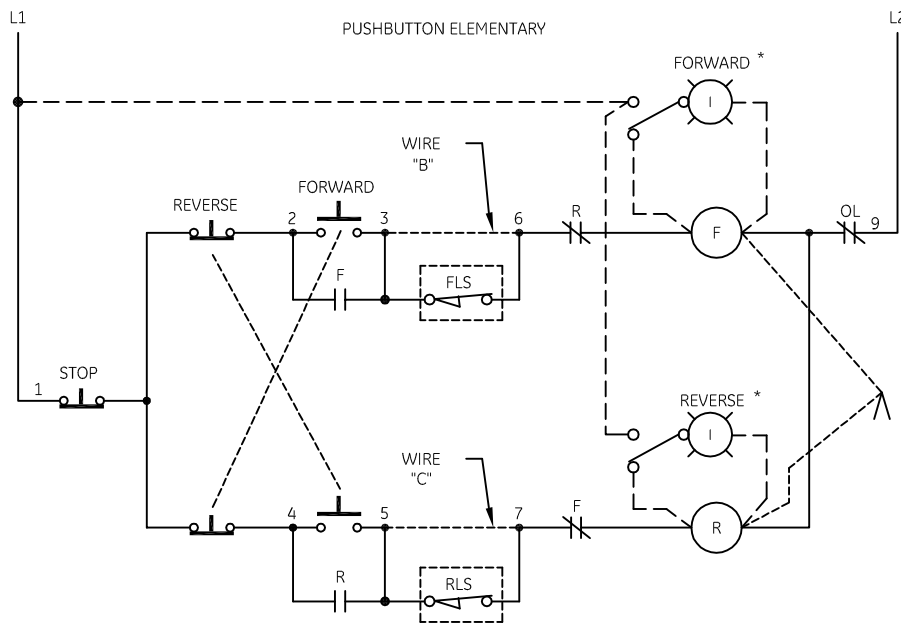 L1
PUSHBUTTON ELEMENTARY
L2
FORWARD *
I
WIRE
"B"
FORWARD
REVERSE
2
3
6
R
F
OL
9
F
FLS
STOP
1
REVERSE *
I
WIRE
"C"
4
5
7
F
R
R
RLS